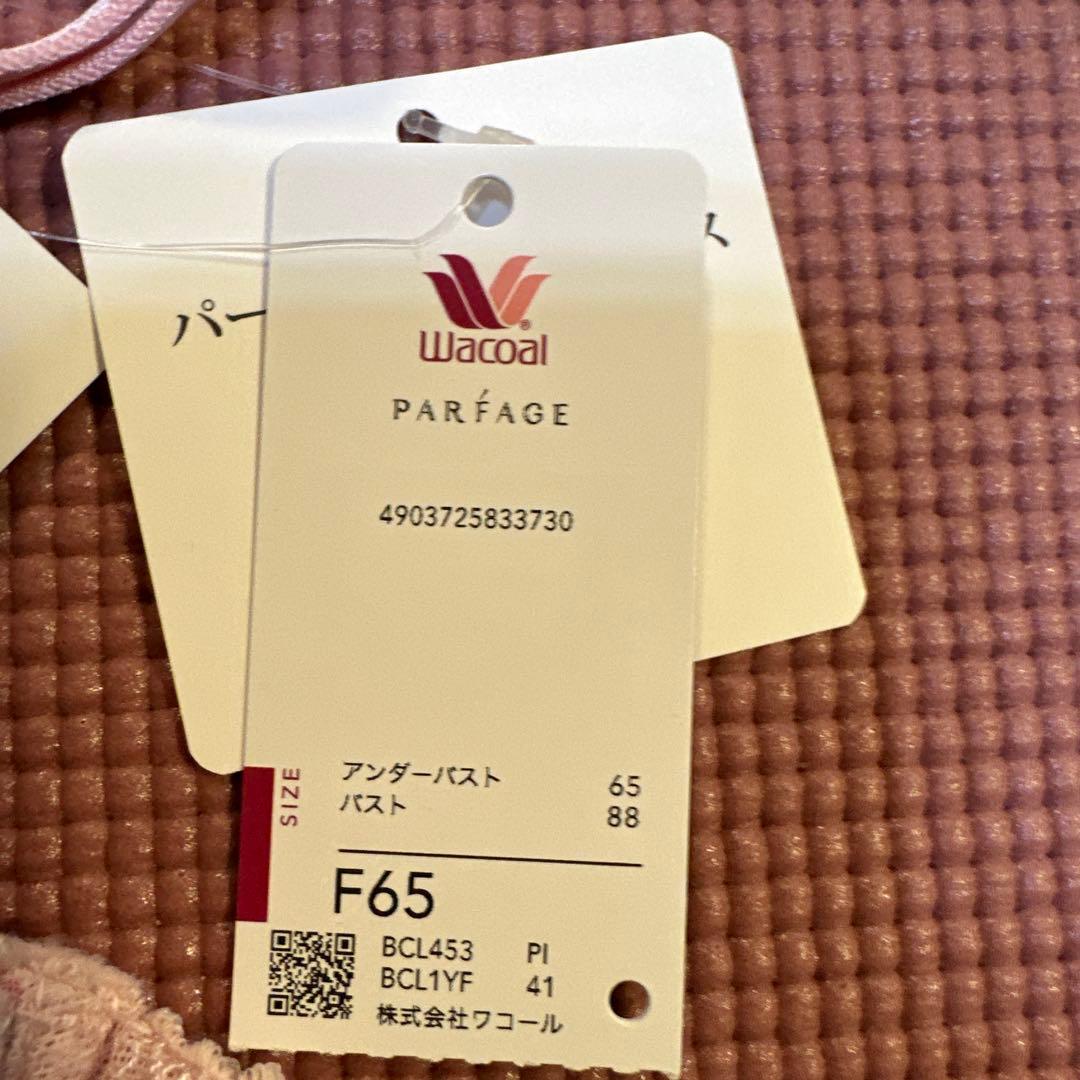 パー
ス
Wacoal
PARFAGE
4903725833730
SIZE
アンダーバスト 65
バスト 88
F65
BCL453 PI
BCL1YF 41
株式会社ワコール